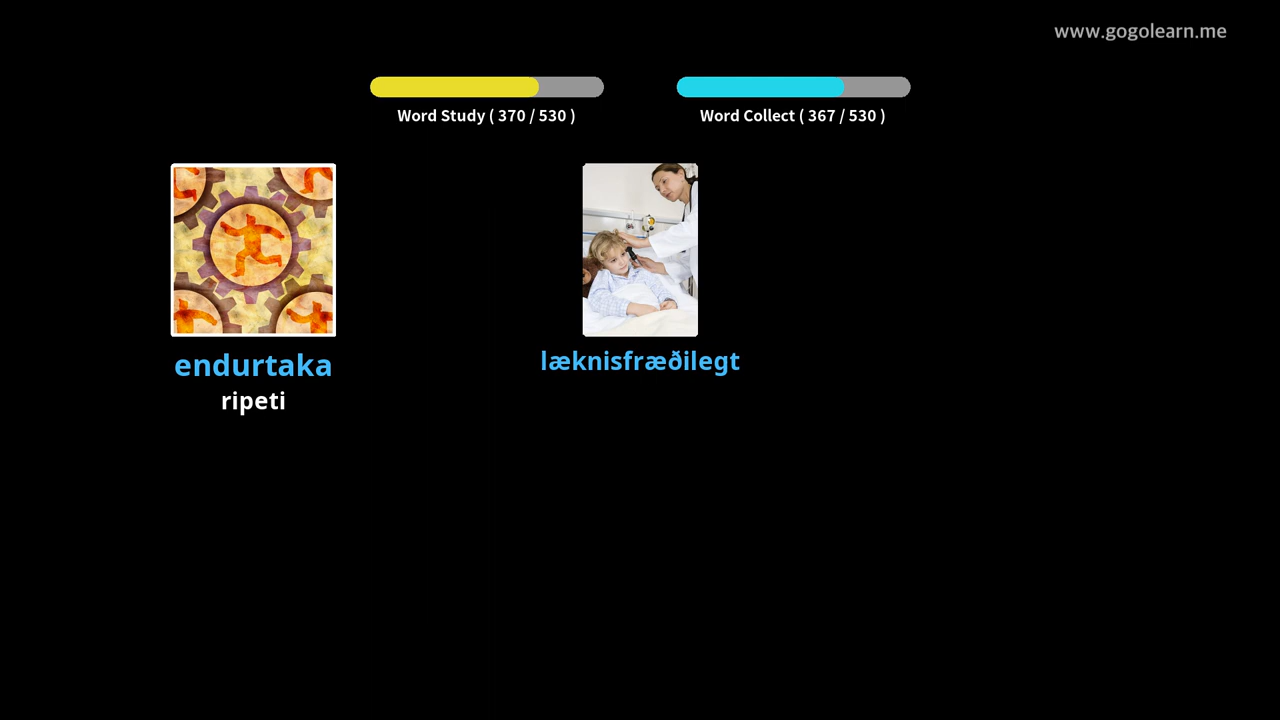 www.gogolearn.me
Word Study ( 370 / 530 )
Word Collect ( 367 / 530 )
endurtaka
ripeti
læknisfræðilegt